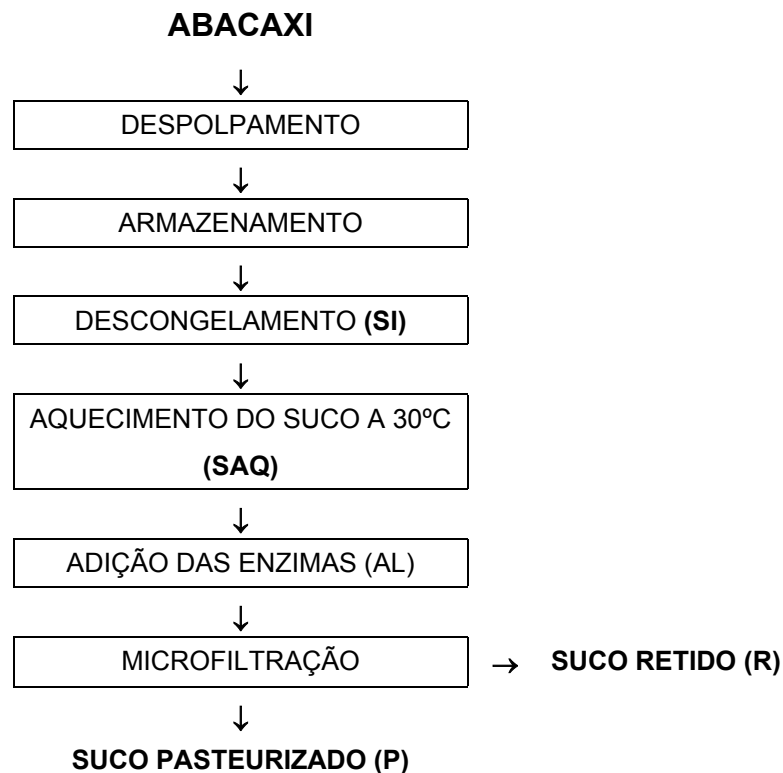 ABACAXI
↓
DESPOLPAMENTO
↓
ARMAZENAMENTO
↓
DESCONGELAMENTO (SI)
↓
AQUECIMENTO DO SUCO A 30ºC
(SAQ)
↓
ADIÇÃO DAS ENZIMAS (AL)
↓
MICROFILTRAÇÃO → SUCO RETIDO (R)
↓
SUCO PASTEURIZADO (P)